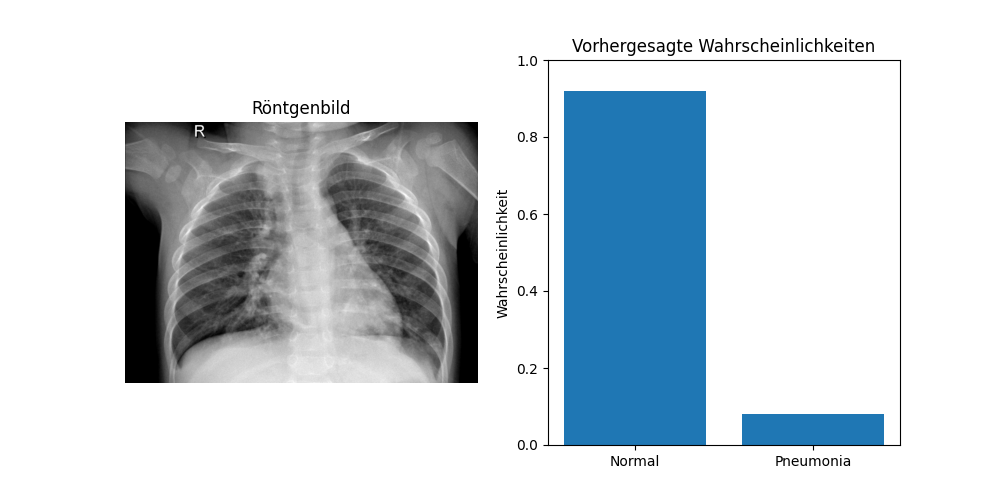 Röntgenbild
R
Vorhergesagte Wahrscheinlichkeiten
Wahrscheinlichkeit
1.0
0.8
0.6
0.4
0.2
0.0
Normal
Pneumonia